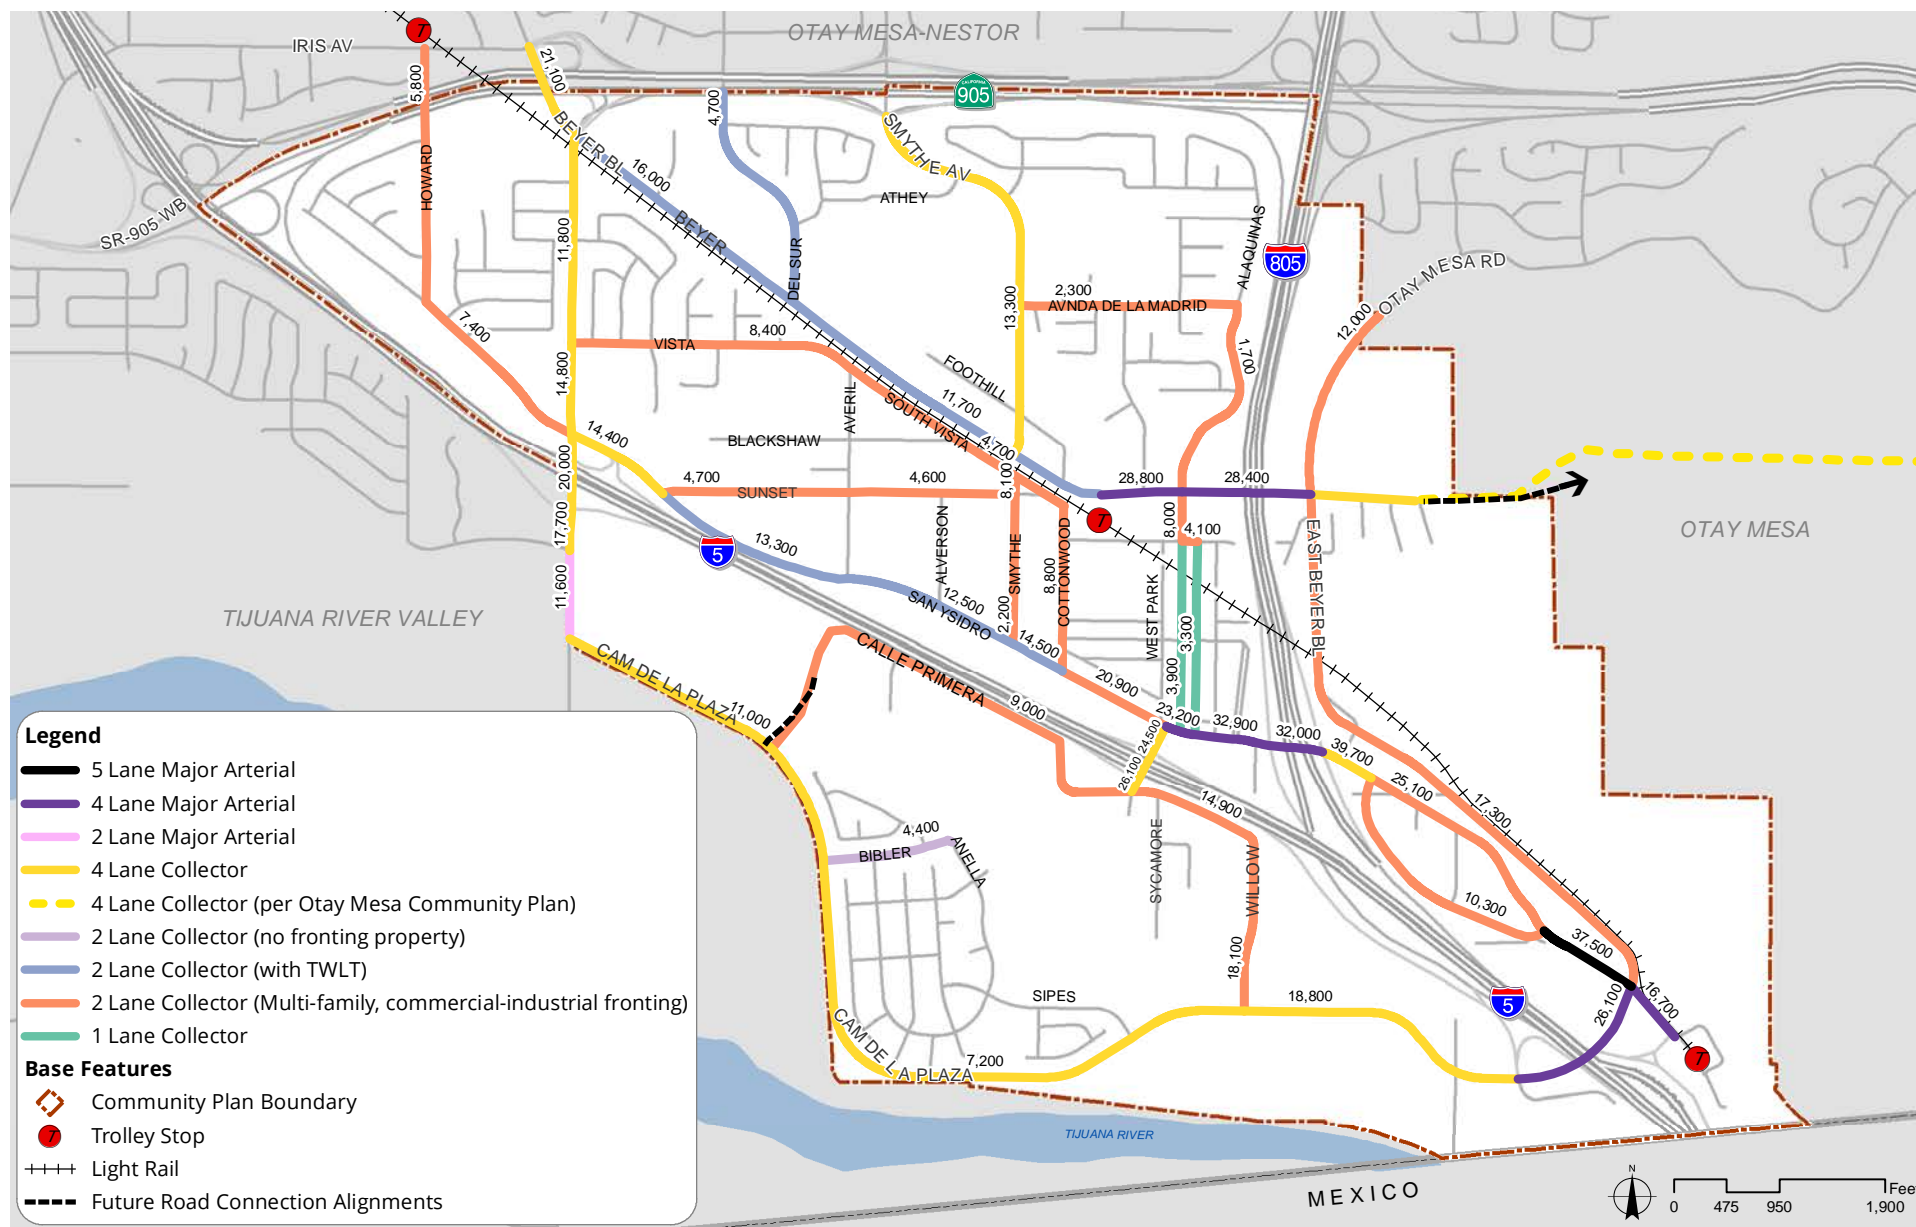 OTAY MESA-NESTOR
IRIS AV
T
21,100
5,800
4,700
CALIFORNIA
905
BEYER BL
SMYTHE AV
16,000
HOWARD
ATHEY
SR-905 WB
BEYER
11,800
DEL SUR
ALAQUINAS
805
OTAY MESA RD
2,300
AVNDA DE LA MADRID
13,300
12,000
7,400
VISTA
8,400
1,700
FOOTHILL
14,800
AVERIL
11,700
SOUTH VISTA
14,400
BLACKSHAW
4,700
20,000
4,700
SUNSET
4,600
8,100
28,800
28,400
T
17,700
5
13,300
8,000
4,100
OTAY MESA
ALVERSON
SMYTHE
8,800
COTTONWOOD
EAST BEYER BL
11,600
12,500
SAN YSIDRO
2,200
14,500
WEST PARK
3,300
3,900
TIJUANA RIVER VALLEY
CAM DE LA PLAZA
11,000
CALLE PRIMERA
9,000
20,900
23,200
32,900
32,000
39,700
24,500
26,100
14,900
25,100
17,300
4,400
BIBLER
ANELLA
SYCAMORE
WILLOW
10,300
37,500
18,100
SIPES
18,800
5
26,100
16,700
T
CAM DE LA PLAZA
7,200
TIJUANA RIVER
MEXICO
Legend
5 Lane Major Arterial
4 Lane Major Arterial
2 Lane Major Arterial
4 Lane Collector
4 Lane Collector (per Otay Mesa Community Plan)
2 Lane Collector (no fronting property)
2 Lane Collector (with TWLT)
2 Lane Collector (Multi-family, commercial-industrial fronting)
1 Lane Collector
Base Features
Community Plan Boundary
T Trolley Stop
Light Rail
Future Road Connection Alignments
N
Feet
0 475 950 1,900